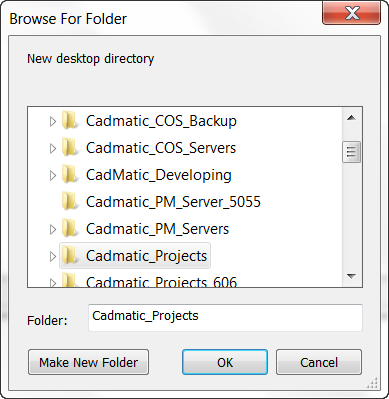 Browse For Folder
New desktop directory
Cadmatic_COS_Backup
Cadmatic_COS_Servers
CadMatic_Developing
Cadmatic_PM_Server_5055
Cadmatic_PM_Servers
Cadmatic_Projects
Cadmatic_Projects_606
Folder: Cadmatic_Projects
Make New Folder OK Cancel